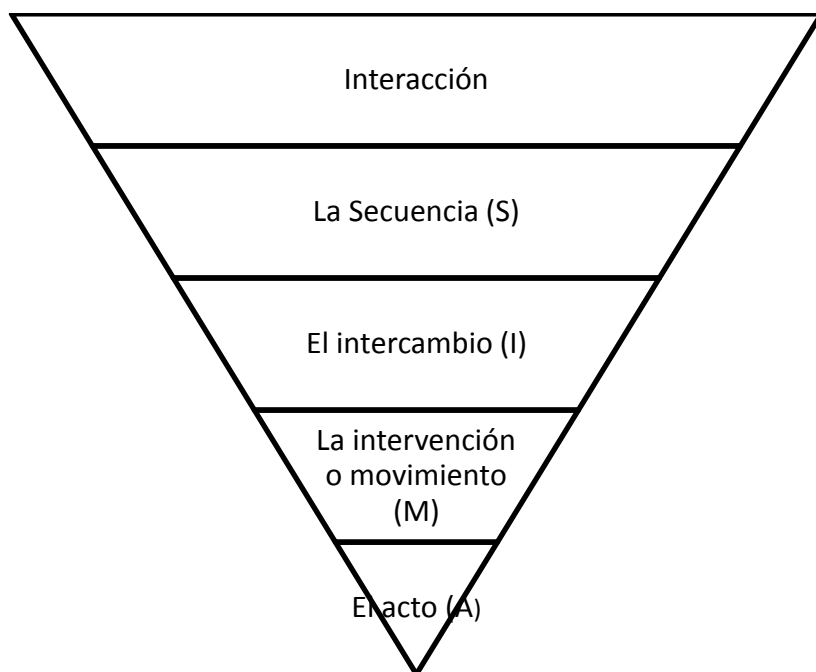 Interacción
La Secuencia (S)
El intercambio (I)
La intervención
o movimiento
(M)
El acto (A)